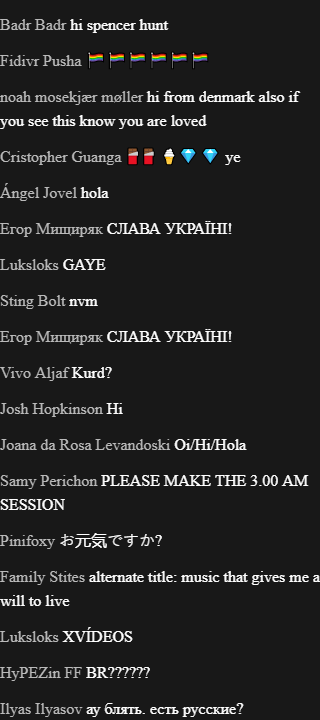 Badr Badr hi spencer hunt
Fidivr Pusha 🏳️‍🌈🏳️‍🌈🏳️‍🌈🏳️‍🌈🏳️‍🌈🏳️‍🌈
noah mosekjær møller hi from denmark also if
you see this know you are loved
Cristopher Guanga 🍫🍫🍦💎💎 ye
Ángel Jovel hola
Егор Мищиряк СЛАВА УКРАЇНІ!
Luksloks GAYE
Sting Bolt nvm
Егор Мищиряк СЛАВА УКРАЇНІ!
Vivo Aljaf Kurd?
Josh Hopkinson Hi
Joana da Rosa Levandoski Oi/Hi/Hola
Samy Perichon PLEASE MAKE THE 3.00 AM
SESSION
Pinifoxy お元気ですか?
Family Stites alternate title: music that gives me a
will to live
Luksloks XVÍDEOS
HyPEZin FF BR??????
Ilyas Ilyasov ау блять. есть русские?